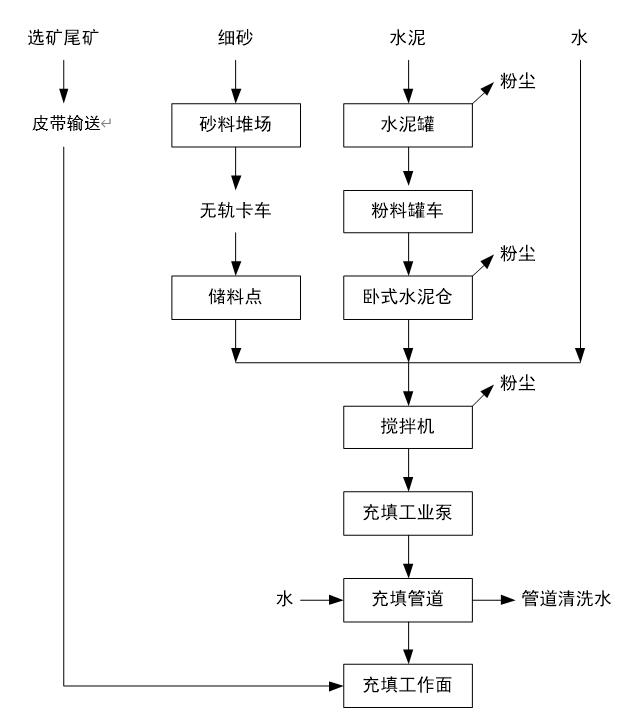 选矿尾矿
细砂
水泥
水
粉尘
皮带输送↵
砂料堆场
水泥罐
无轨卡车
粉料罐车
粉尘
储料点
卧式水泥仓
粉尘
搅拌机
充填工业泵
水
充填管道
管道清洗水
充填工作面